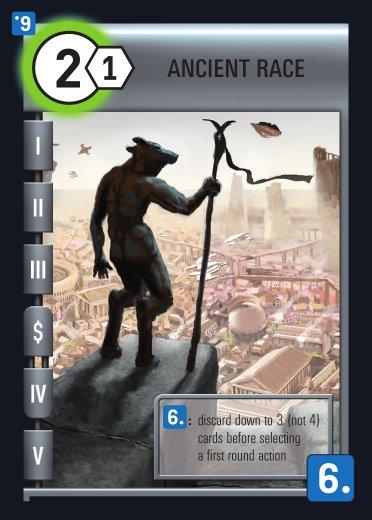 6.
2 1 ANCIENT RACE
I
II
III
$
IV
V
6. : discard down to 3 (not 4)
cards before selecting
a first round action
6.